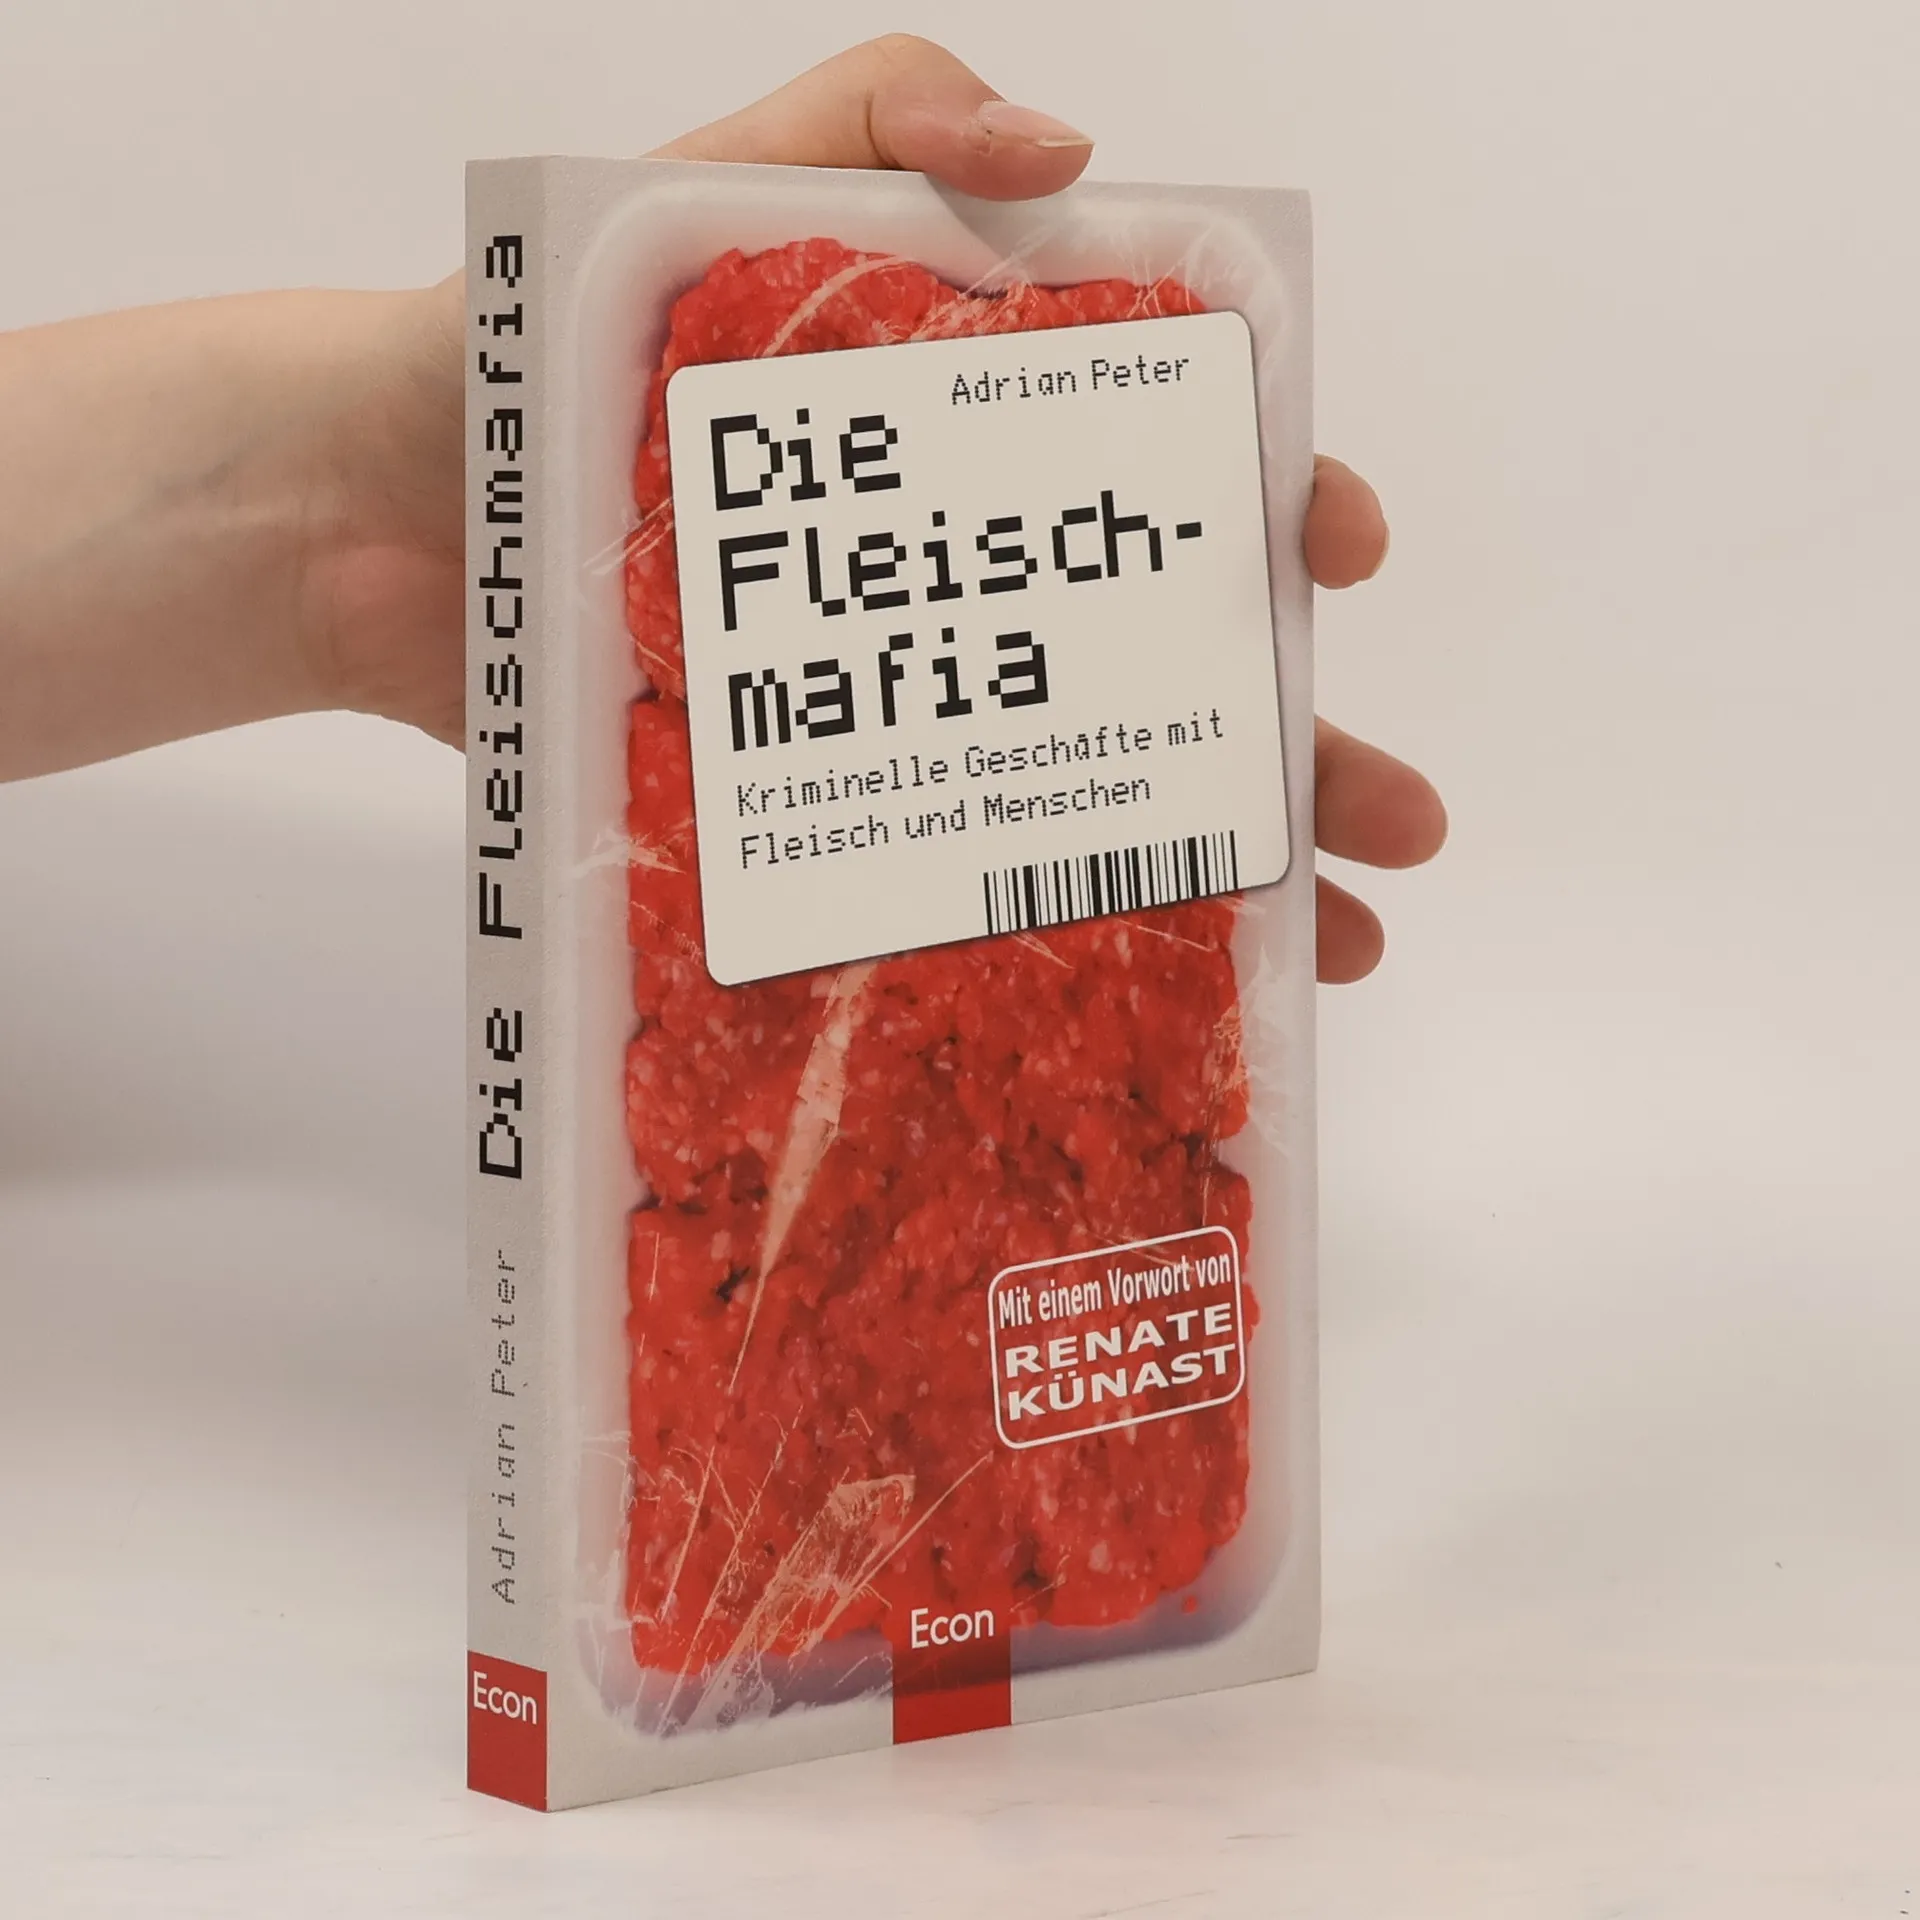 Adrian Peter
Die
Fleisch-
mafia
Kriminelle Geschäfte mit
Fleisch und Menschen
Mit einem Vorwort von
RENATE
KÜNAST
Econ
Die Fleischmafia
Adrian Peter
Econ